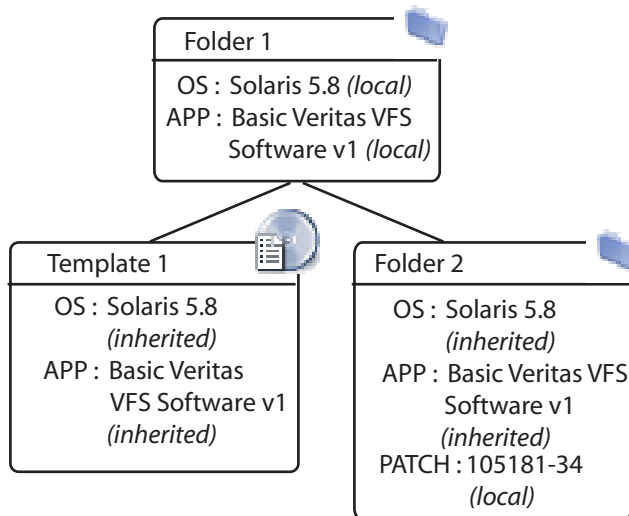 Folder 1
OS : Solaris 5.8 (local)
APP : Basic Veritas VFS
Software v1 (local)
Template 1
OS : Solaris 5.8
(inherited)
APP : Basic Veritas
VFS Software v1
(inherited)
Folder 2
OS : Solaris 5.8
(inherited)
APP : Basic Veritas VFS
Software v1
(inherited)
PATCH : 105181-34
(local)